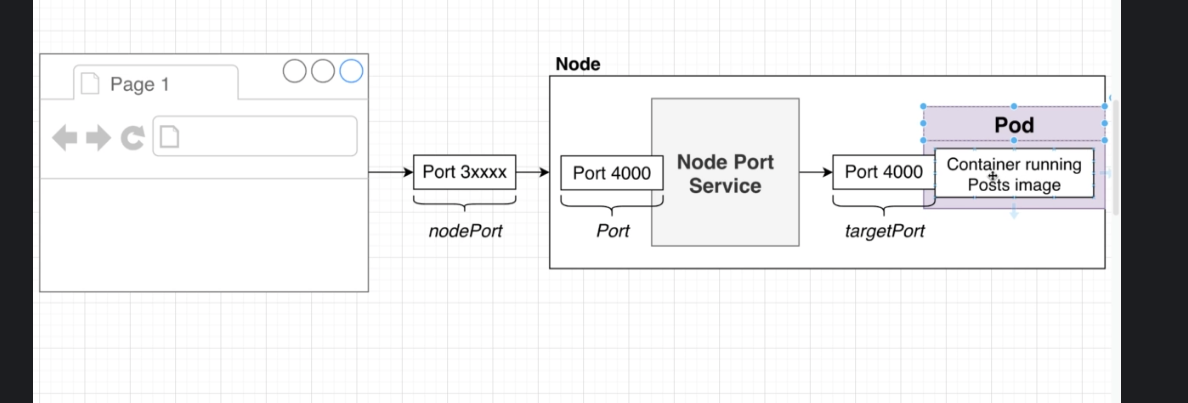 Node
Page 1
Pod
Port 3xxxx
Port 4000
Node Port
Service
Port 4000
Container running
Posts image
nodePort
Port
targetPort